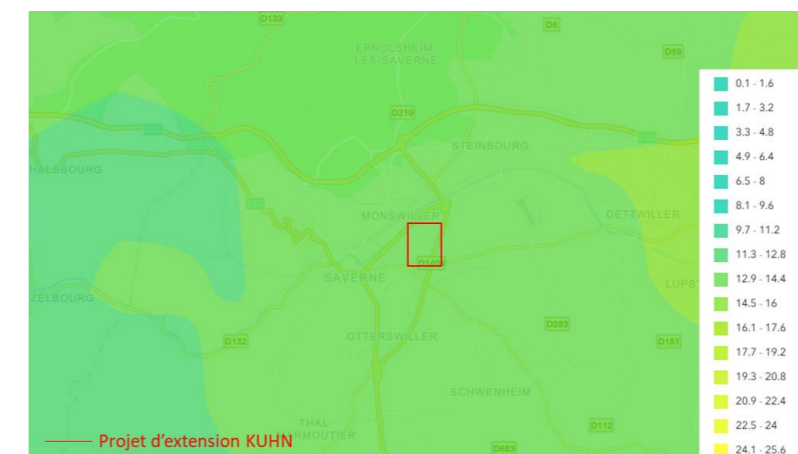 D133
D6
ERNOLSHEIM-
LÈS-SAVERNE
D59
D219
STEINBOURG
HALSBOURG
MONSWILLER
DETTWILLER
SAVERNE
LUPS
ZELBOURG
D132
OTTERSWILLER
D283
D151
SCHWENHEIM
THAL-
MARMOUTIER
D112
D683
Projet d'extension KUHN
0.1 - 1.6
1.7 - 3.2
3.3 - 4.8
4.9 - 6.4
6.5 - 8
8.1 - 9.6
9.7 - 11.2
11.3 - 12.8
12.9 - 14.4
14.5 - 16
16.1 - 17.6
17.7 - 19.2
19.3 - 20.8
20.9 - 22.4
22.5 - 24
24.1 - 25.6